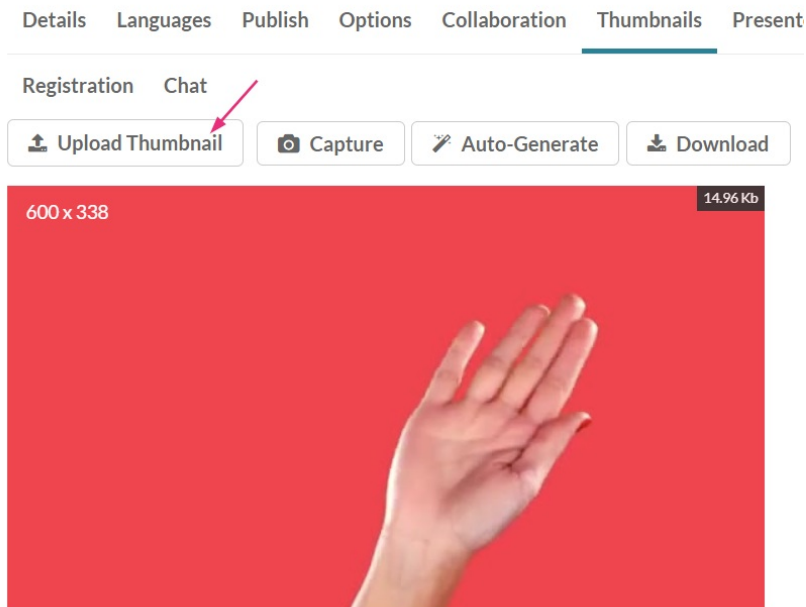 Details Languages Publish Options Collaboration Thumbnails Present
Registration Chat
Upload Thumbnail Capture Auto-Generate Download
600 x 338 14.96 Kb